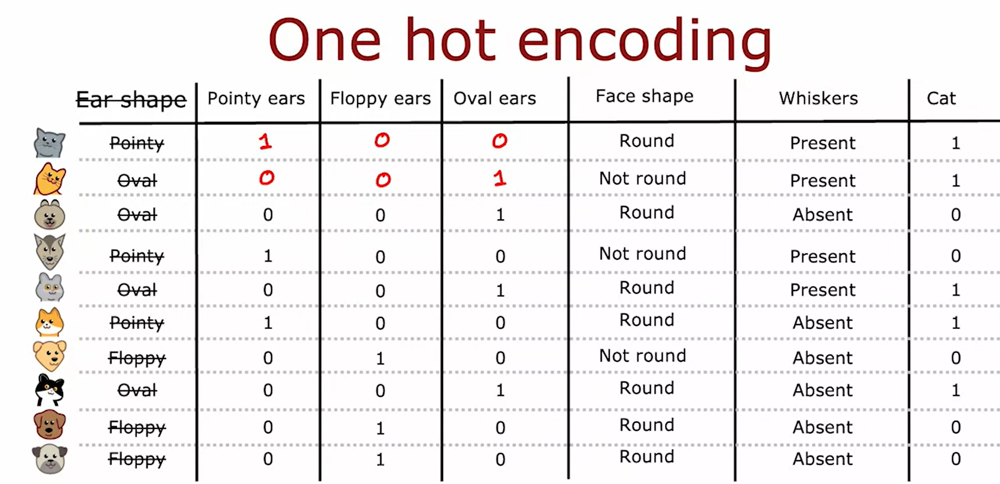 One hot encoding
Ear shape Pointy ears Floppy ears Oval ears Face shape Whiskers Cat
Pointy 1 0 0 Round Present 1
Oval 0 0 1 Not round Present 1
Oval 0 0 1 Round Absent 0
Pointy 1 0 0 Not round Present 0
Oval 0 0 1 Round Present 1
Pointy 1 0 0 Round Absent 1
Floppy 0 1 0 Not round Absent 0
Oval 0 0 1 Round Absent 1
Floppy 0 1 0 Round Absent 0
Floppy 0 1 0 Round Absent 0